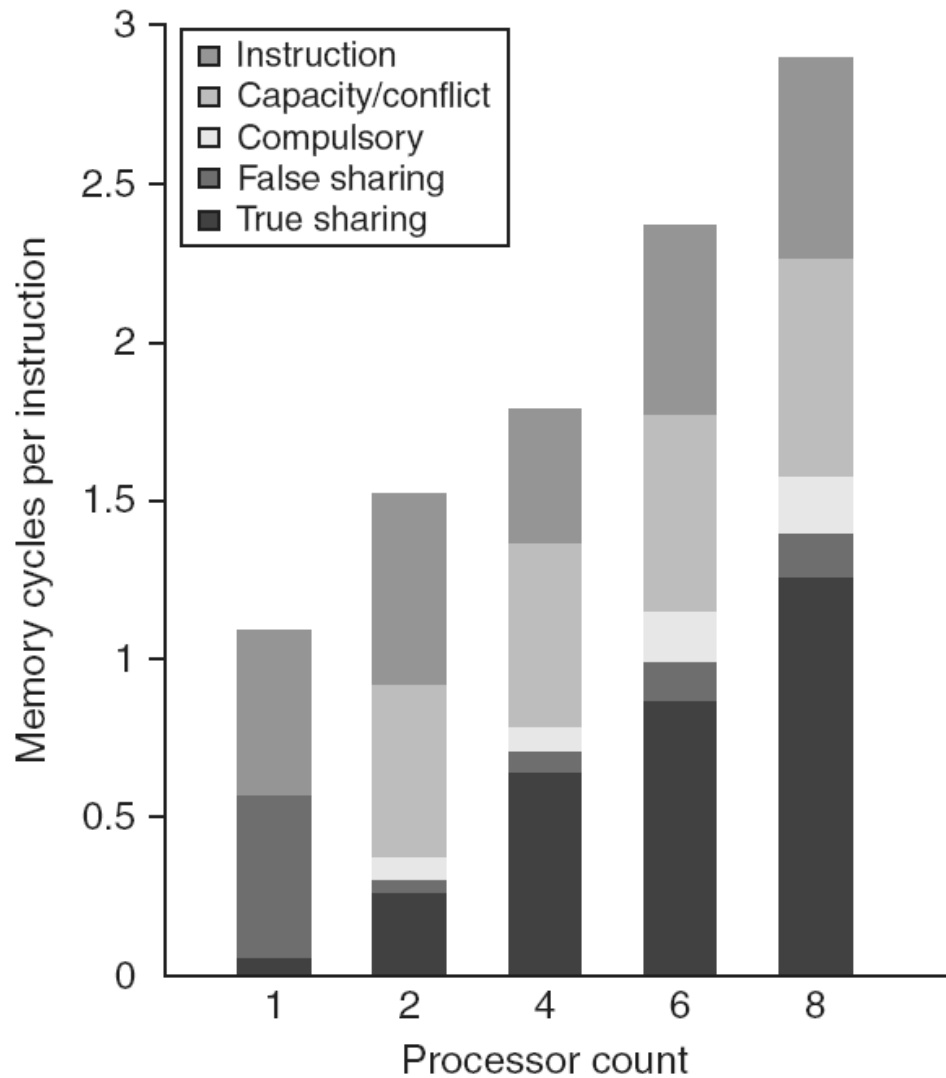 3
2.5
2
1.5
1
0.5
0
Memory cycles per instruction
Instruction
Capacity/conflict
Compulsory
False sharing
True sharing
1 2 4 6 8
Processor count